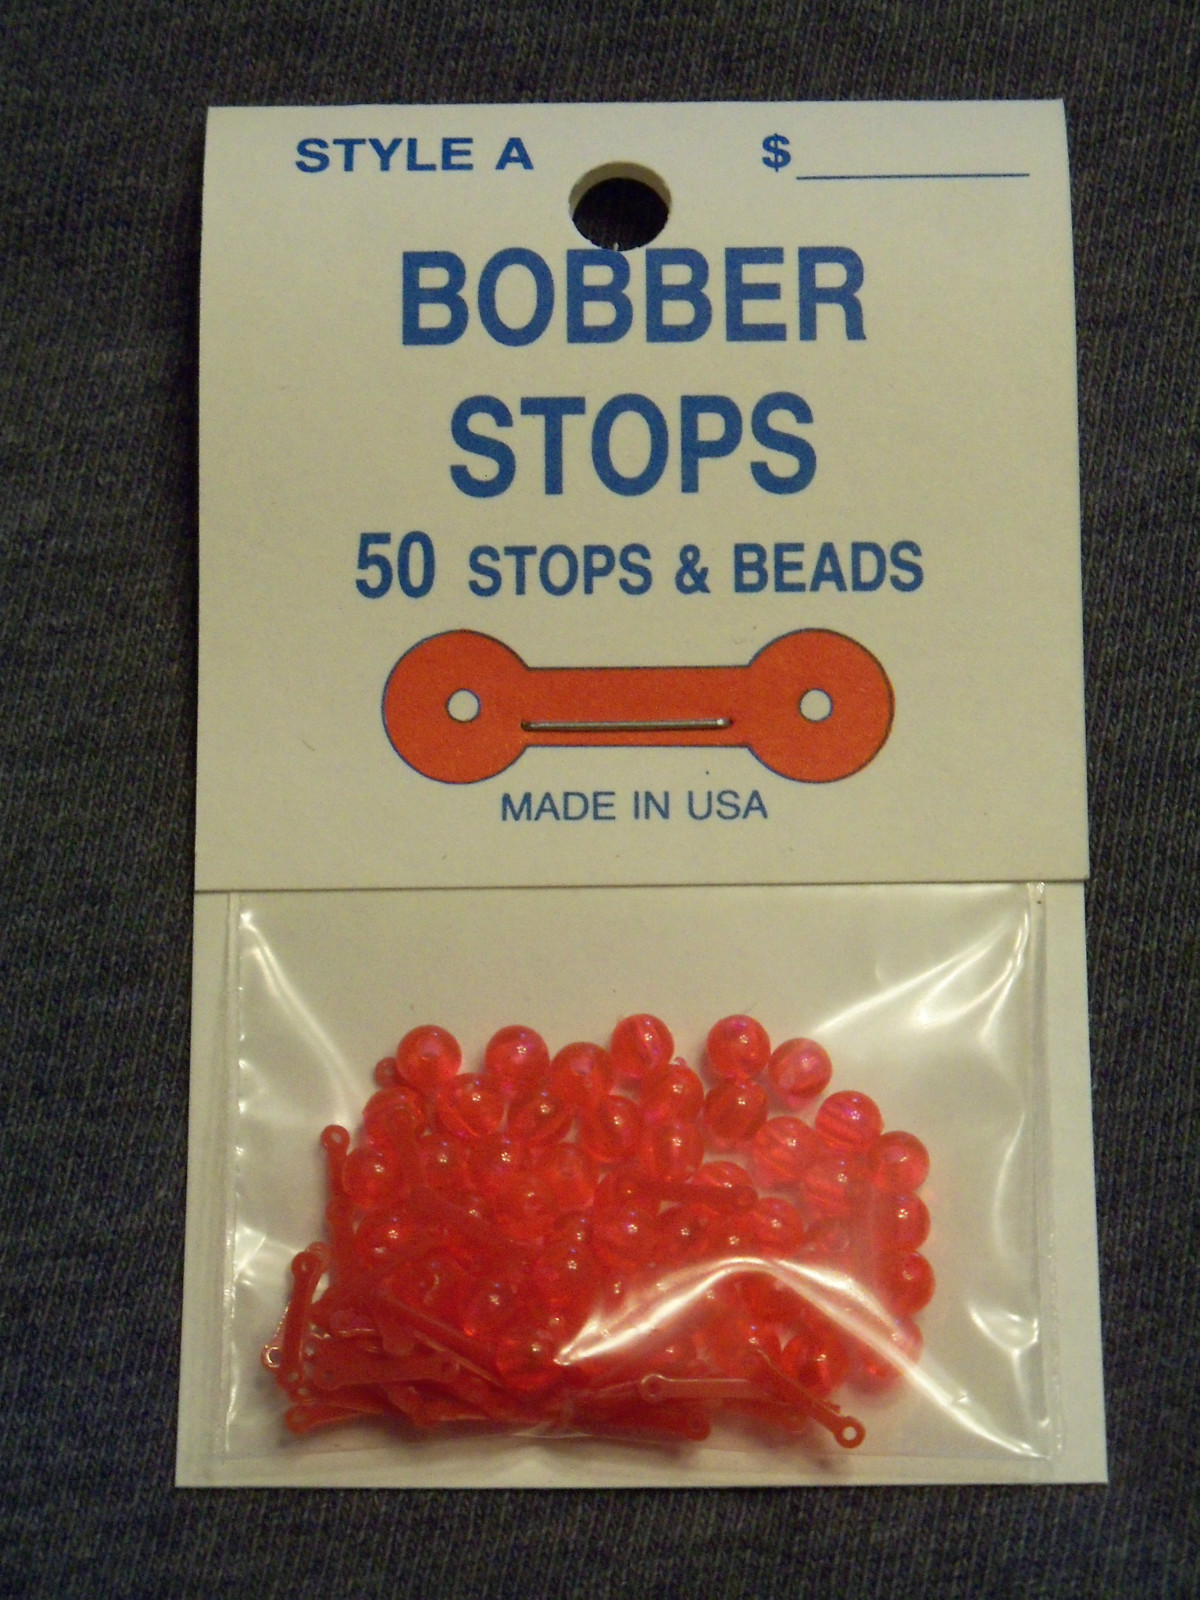 STYLE A $
BOBBER
STOPS
50 STOPS & BEADS
MADE IN USA